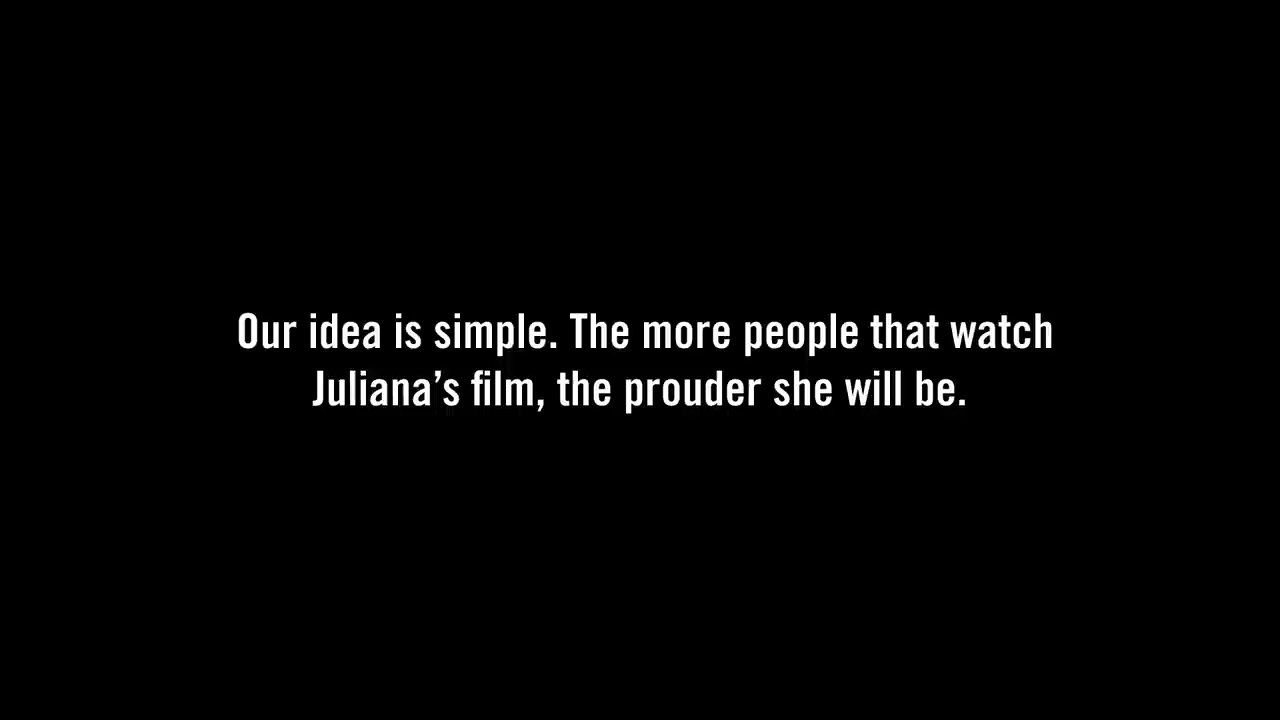 Our idea is simple. The more people that watch
Juliana’s film, the prouder she will be.